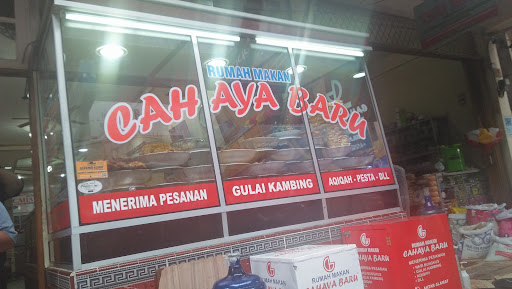 RUMAH MAKAN
CAHAYA BARU
MENERIMA PESANAN
GULAI KAMBING
AQIQAH - PESTA - DLL
RUMAH MAKAN
CAHAYA BARU
RUMAH MAKAN
CAHAYA BARU